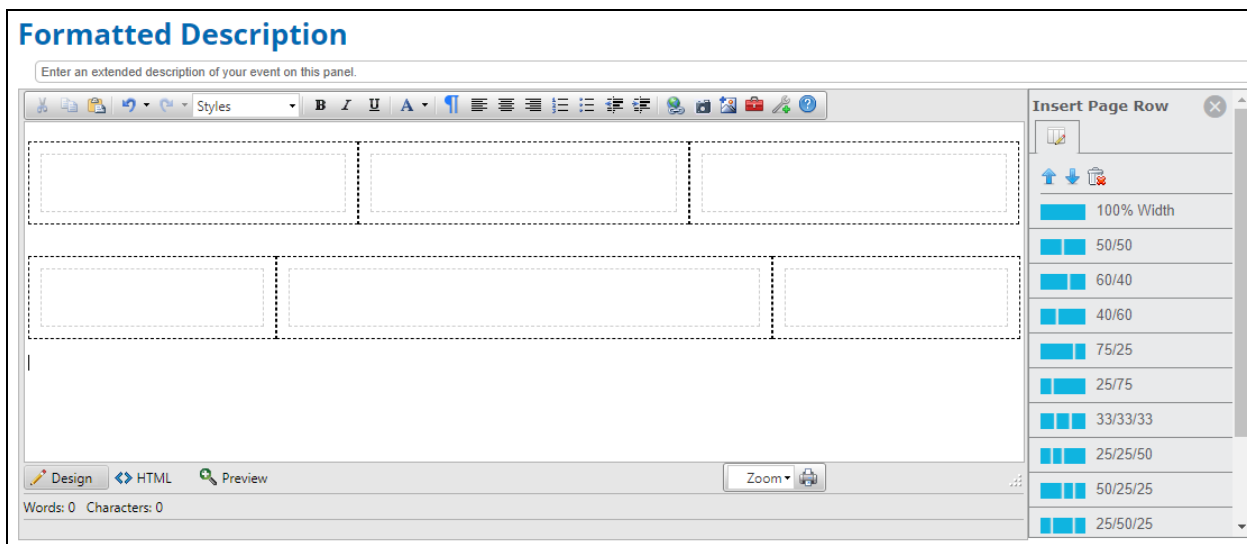 Formatted Description
Enter an extended description of your event on this panel.
Styles B I U A ¶
Insert Page Row
100% Width
50/50
60/40
40/60
75/25
25/75
33/33/33
25/25/50
50/25/25
25/50/25
Design HTML Preview Zoom
Words: 0 Characters: 0